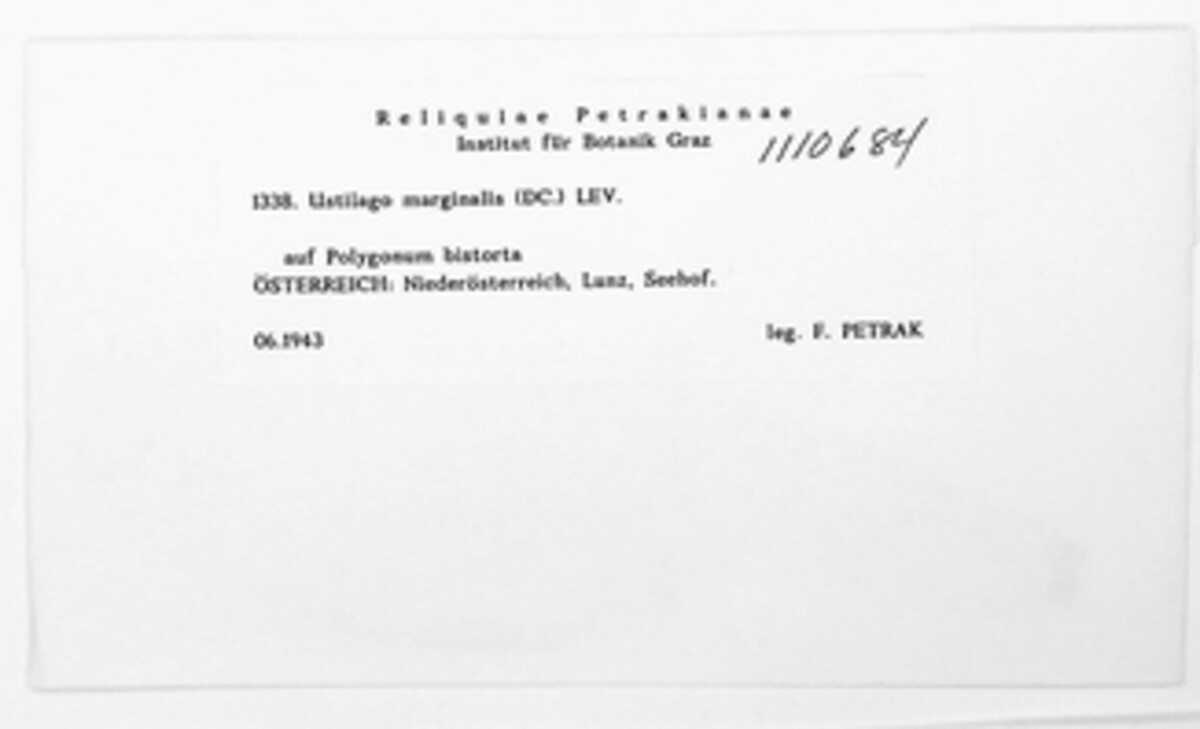 Reliquiae Petrakianae
Institut für Botanik Graz
1110684
1338. Ustilago marginalis (DC.) LEV.
auf Polygonum bistorta
ÖSTERREICH: Niederösterreich, Lunz, Seehof.
06.1943
leg. F. PETRAK